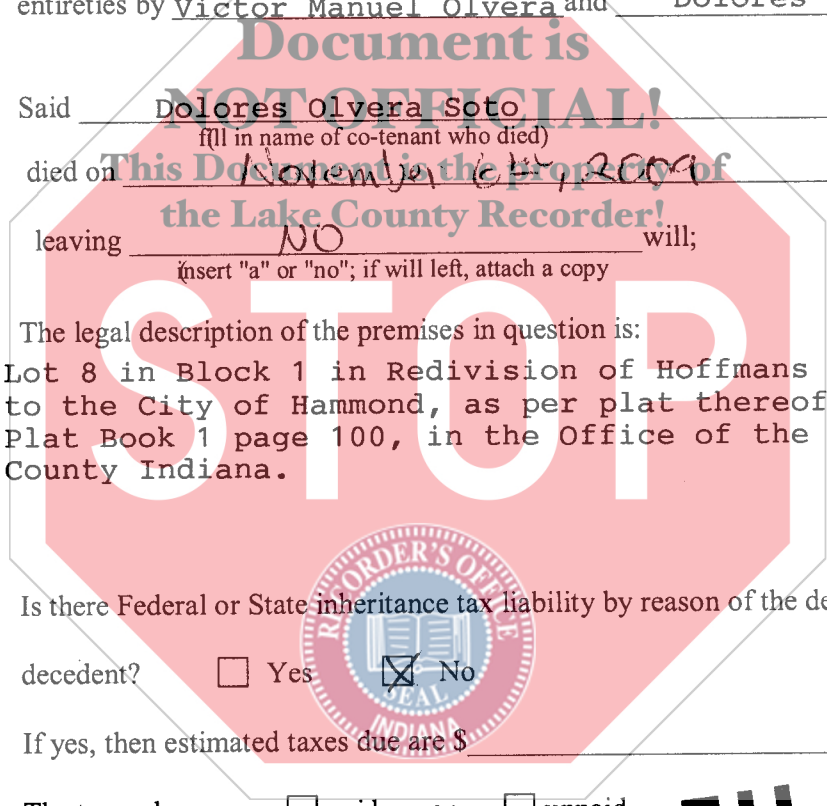 entireties by Victor Manuel Olvera and Dolores
Document is
NOT OFFICIAL!
Said Dolores Olvera Soto
fill in name of co-tenant who died)
This Document is the property of
died on November 6th, 2009
the Lake County Recorder!
leaving NO will;
insert "a" or "no"; if will left, attach a copy
STOP
The legal description of the premises in question is:
Lot 8 in Block 1 in Redivision of Hoffmans
to the City of Hammond, as per plat thereof
Plat Book 1 page 100, in the Office of the
County Indiana.
RECORDER'S OFFICE
Is there Federal or State inheritance tax liability by reason of the de
decedent? Yes No
SEAL
INDIANA
If yes, then estimated taxes due are $
unpaid